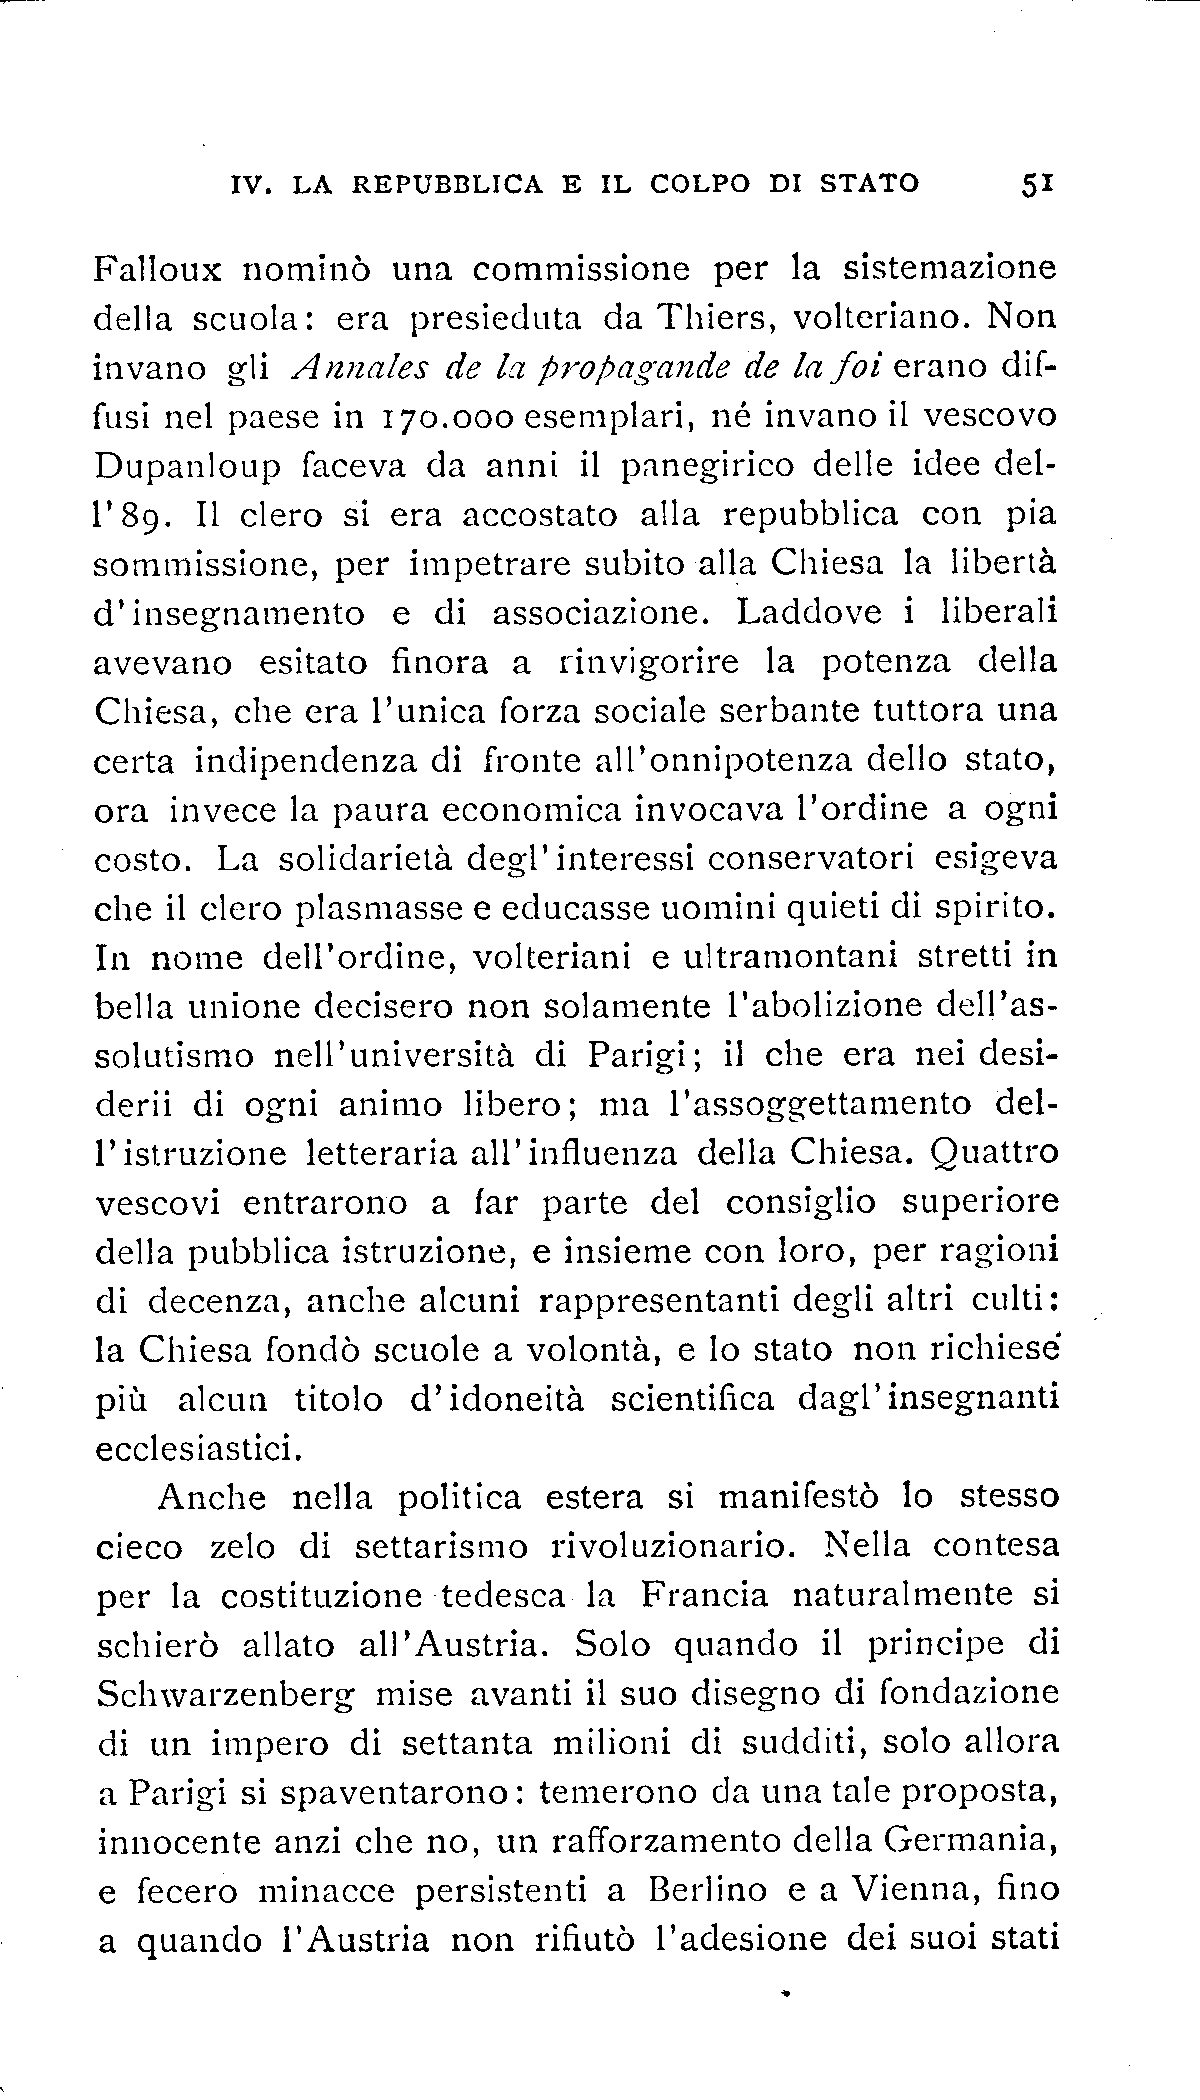 IV. LA REPUBBLICA E IL COLPO DI STATO 51
Falloux nominò una commissione per la sistemazione
della scuola: era presieduta da Thiers, volteriano. Non
invano gli Annales de la propagande de la foi erano dif-
fusi nel paese in 170.000 esemplari, né invano il vescovo
Dupanloup faceva da anni il panegirico delle idee del-
l'89. Il clero si era accostato alla repubblica con pia
sommissione, per impetrare subito alla Chiesa la libertà
d'insegnamento e di associazione. Laddove i liberali
avevano esitato finora a rinvigorire la potenza della
Chiesa, che era l'unica forza sociale serbante tuttora una
certa indipendenza di fronte all'onnipotenza dello stato,
ora invece la paura economica invocava l'ordine a ogni
costo. La solidarietà degl'interessi conservatori esigeva
che il clero plasmasse e educasse uomini quieti di spirito.
In nome dell'ordine, volteriani e ultramontani stretti in
bella unione decisero non solamente l'abolizione dell'as-
solutismo nell'università di Parigi; il che era nei desi-
derii di ogni animo libero; ma l'assoggettamento del-
l'istruzione letteraria all'influenza della Chiesa. Quattro
vescovi entrarono a far parte del consiglio superiore
della pubblica istruzione, e insieme con loro, per ragioni
di decenza, anche alcuni rappresentanti degli altri culti:
la Chiesa fondò scuole a volontà, e lo stato non richiese
più alcun titolo d'idoneità scientifica dagl'insegnanti
ecclesiastici.
Anche nella politica estera si manifestò lo stesso
cieco zelo di settarismo rivoluzionario. Nella contesa
per la costituzione tedesca la Francia naturalmente si
schierò allato all'Austria. Solo quando il principe di
Schwarzenberg mise avanti il suo disegno di fondazione
di un impero di settanta milioni di sudditi, solo allora
a Parigi si spaventarono: temerono da una tale proposta,
innocente anzi che no, un rafforzamento della Germania,
e fecero minacce persistenti a Berlino e a Vienna, fino
a quando l'Austria non rifiutò l'adesione dei suoi stati